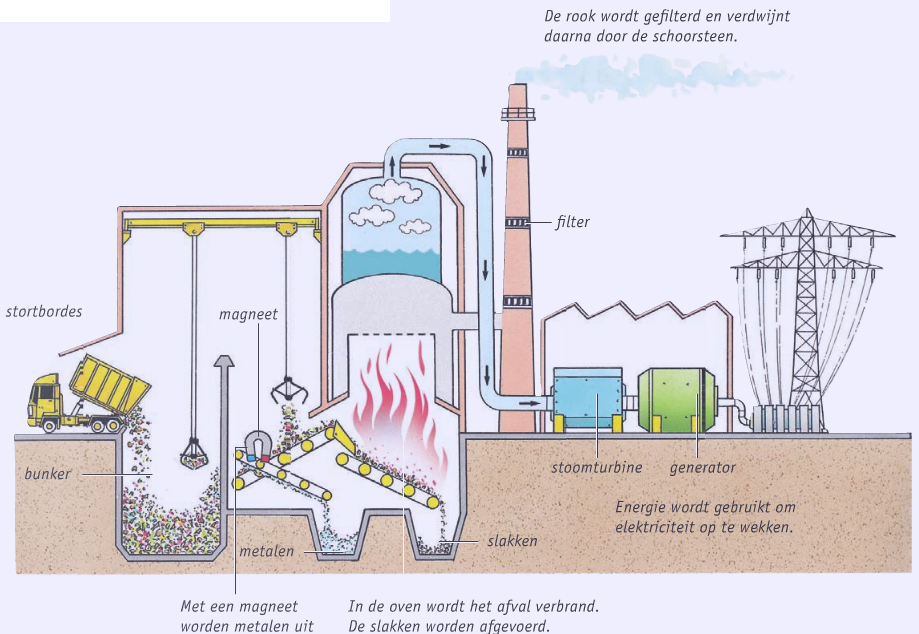 De rook wordt gefilterd en verdwijnt
daarna door de schoorsteen.
filter
stortbordes
magneet
bunker
stoomturbine
generator
Energie wordt gebruikt om
elektriciteit op te wekken.
metalen
slakken
Met een magneet
worden metalen uit
In de oven wordt het afval verbrand.
De slakken worden afgevoerd.